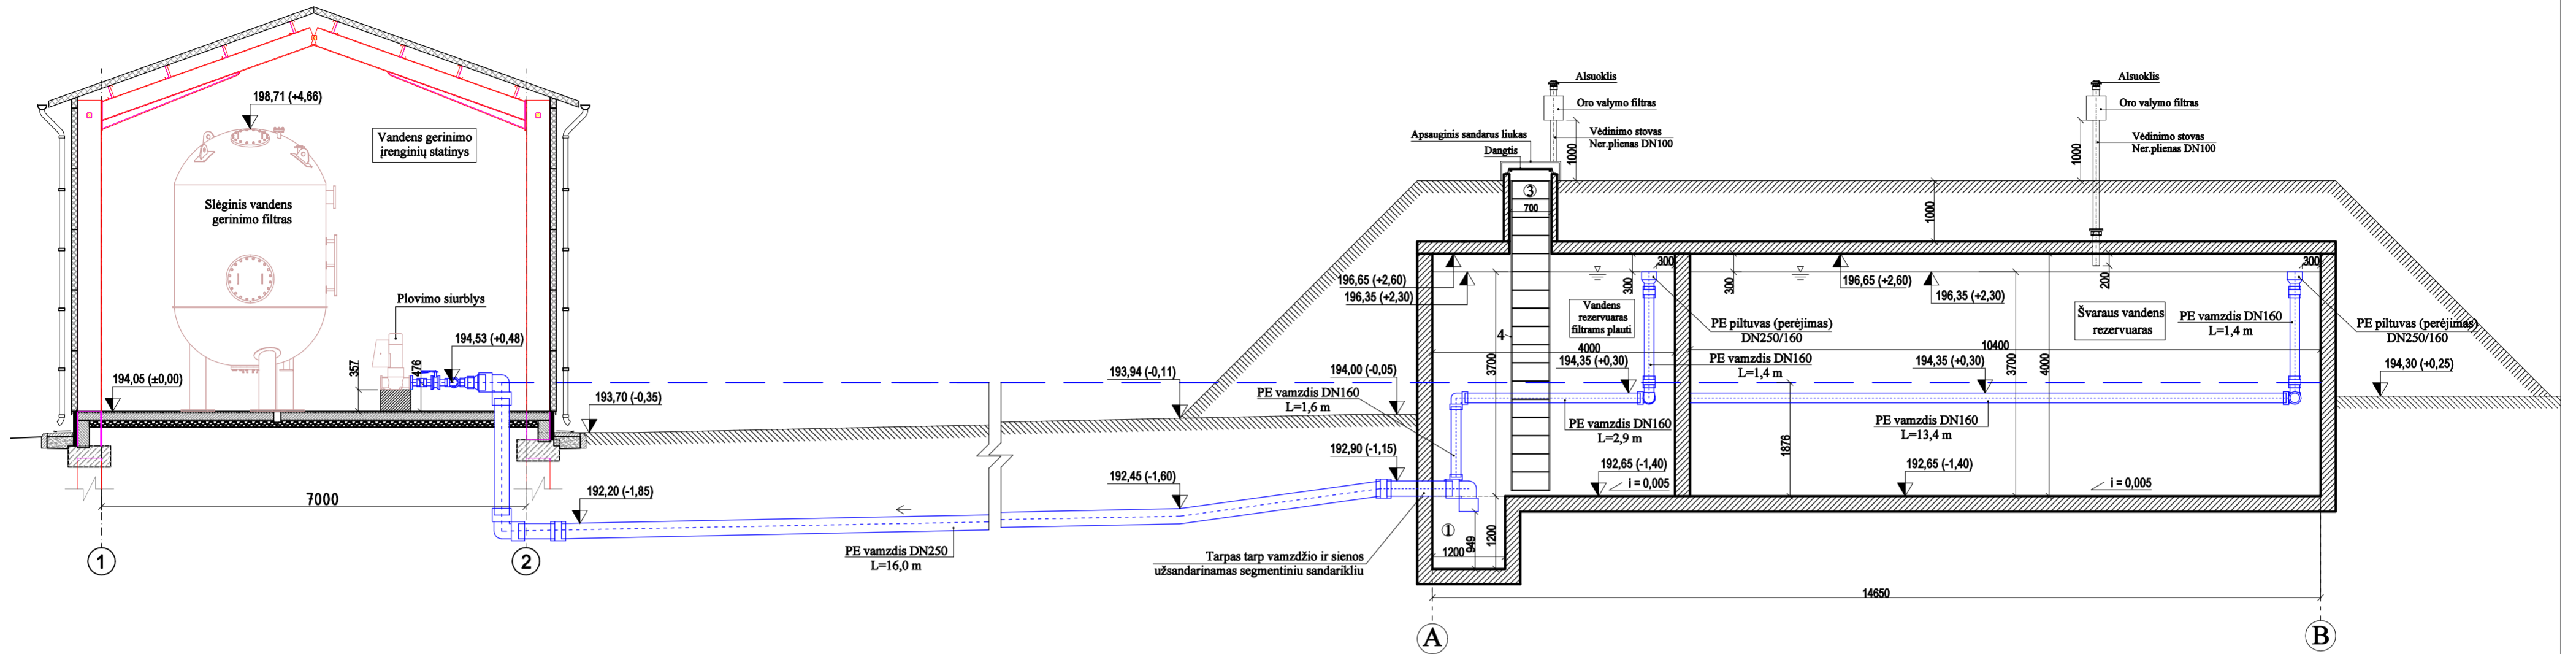 198,71 (+4,66)
Vandens gerinimo
įrenginių statinys
Slėginis vandens
gerinimo filtras
Plovimo siurblys
194,53 (+0,48)
357
476
194,05 (±0,00)
193,70 (-0,35)
7000
1
2
192,20 (-1,85)
PE vamzdis DN250
L=16,0 m
193,94 (-0,11)
192,45 (-1,60)
Tarpas tarp vamzdžio ir sienos
užsandarinamas segmentiniu sandarikliu
194,00 (-0,05)
PE vamzdis DN160
L=1,6 m
192,90 (-1,15)
196,65 (+2,60)
196,35 (+2,30)
Apsauginis sandarus liukas
Dangtis
Alsuoklis
Oro valymo filtras
Vėdinimo stovas
Ner.plienas DN100
1000
3
700
4
3700
4000
300
300
Vandens
rezervuaras
filtrams plauti
194,35 (+0,30)
PE vamzdis DN160
L=2,9 m
192,65 (-1,40)
i = 0,005
1
1200
949
1200
PE piltuvas (perėjimas)
DN250/160
PE vamzdis DN160
L=1,4 m
300
196,65 (+2,60)
196,35 (+2,30)
1000
Alsuoklis
Oro valymo filtras
Vėdinimo stovas
Ner.plienas DN100
1000
200
Švaraus vandens
rezervuaras
10400
194,35 (+0,30)
PE vamzdis DN160
L=13,4 m
1876
192,65 (-1,40)
i = 0,005
3700
4000
300
PE vamzdis DN160
L=1,4 m
PE piltuvas (perėjimas)
DN250/160
194,30 (+0,25)
14650
A
B